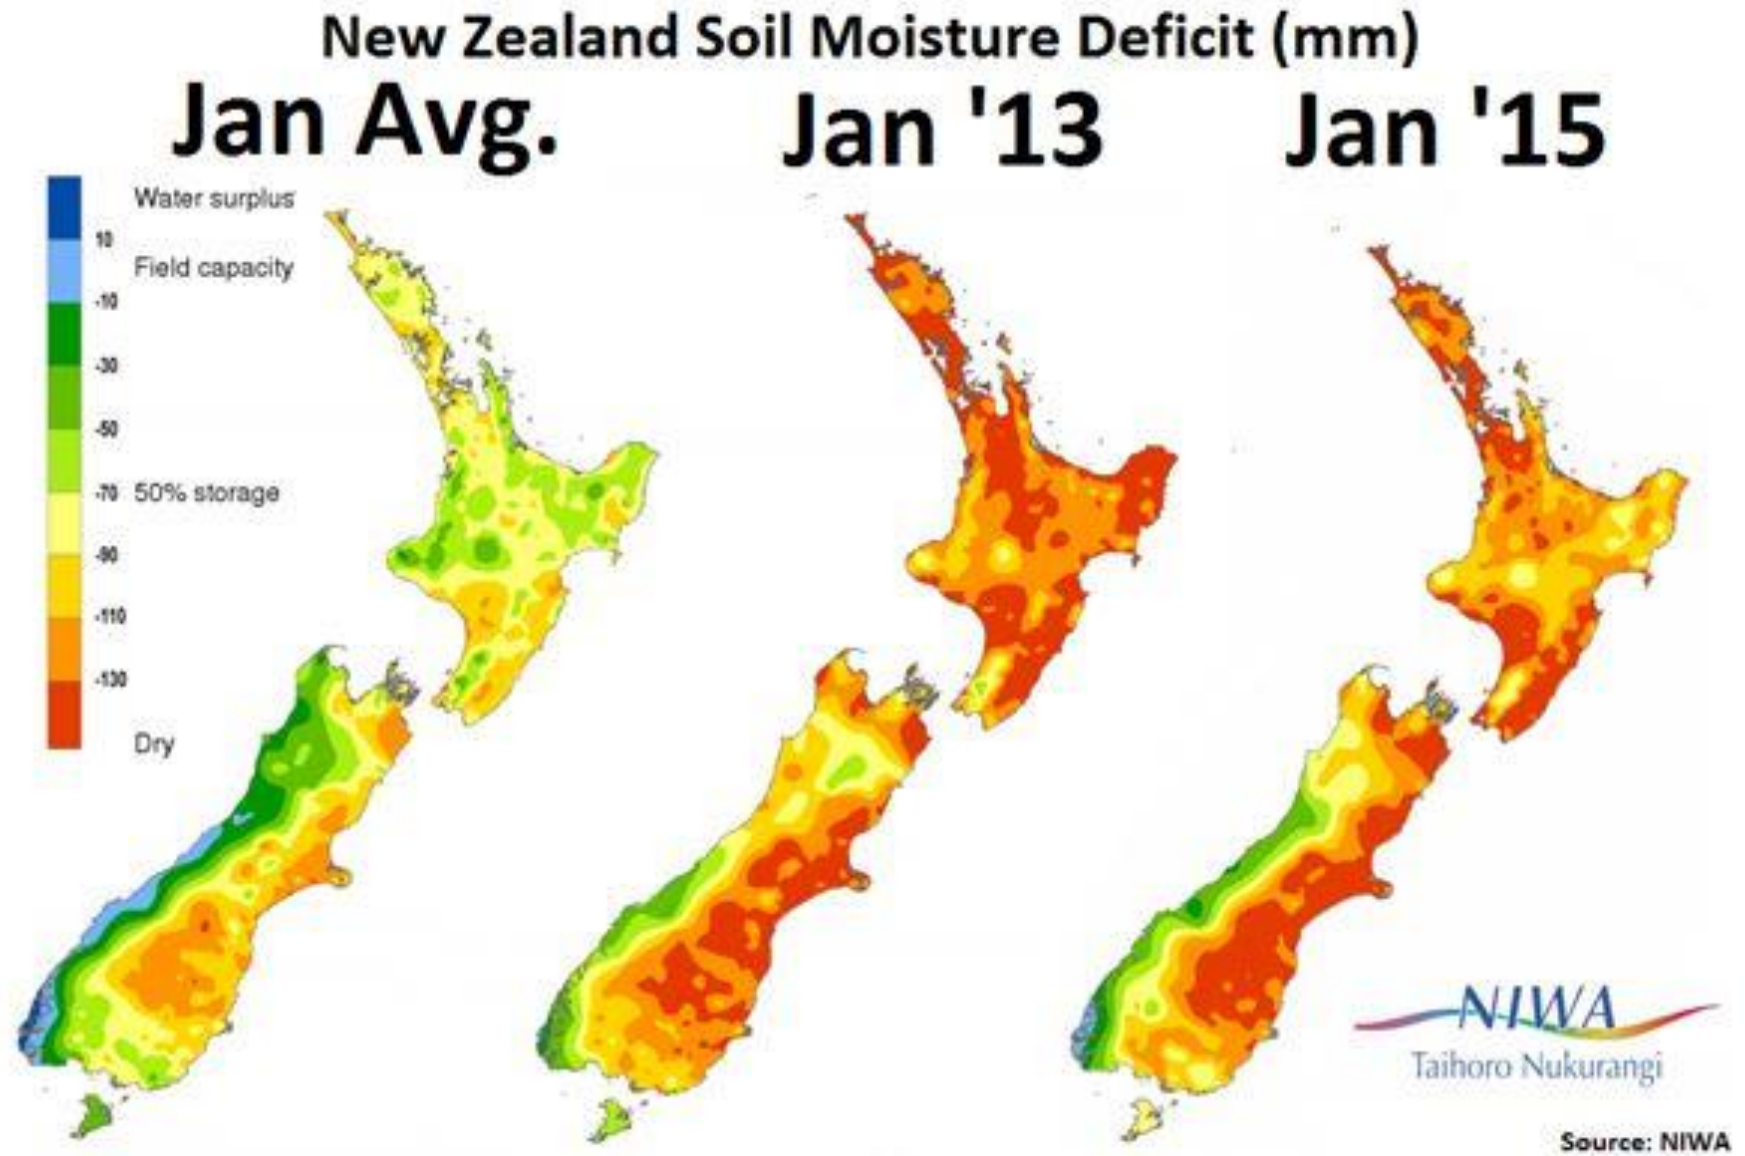 New Zealand Soil Moisture Deficit (mm)
Jan Avg.
Jan '13
Jan '15
Water surplus
10
Field capacity
-10
-30
-50
-70 50% storage
-90
-110
-130
Dry
NIWA
Taihoro Nukurangi
Source: NIWA